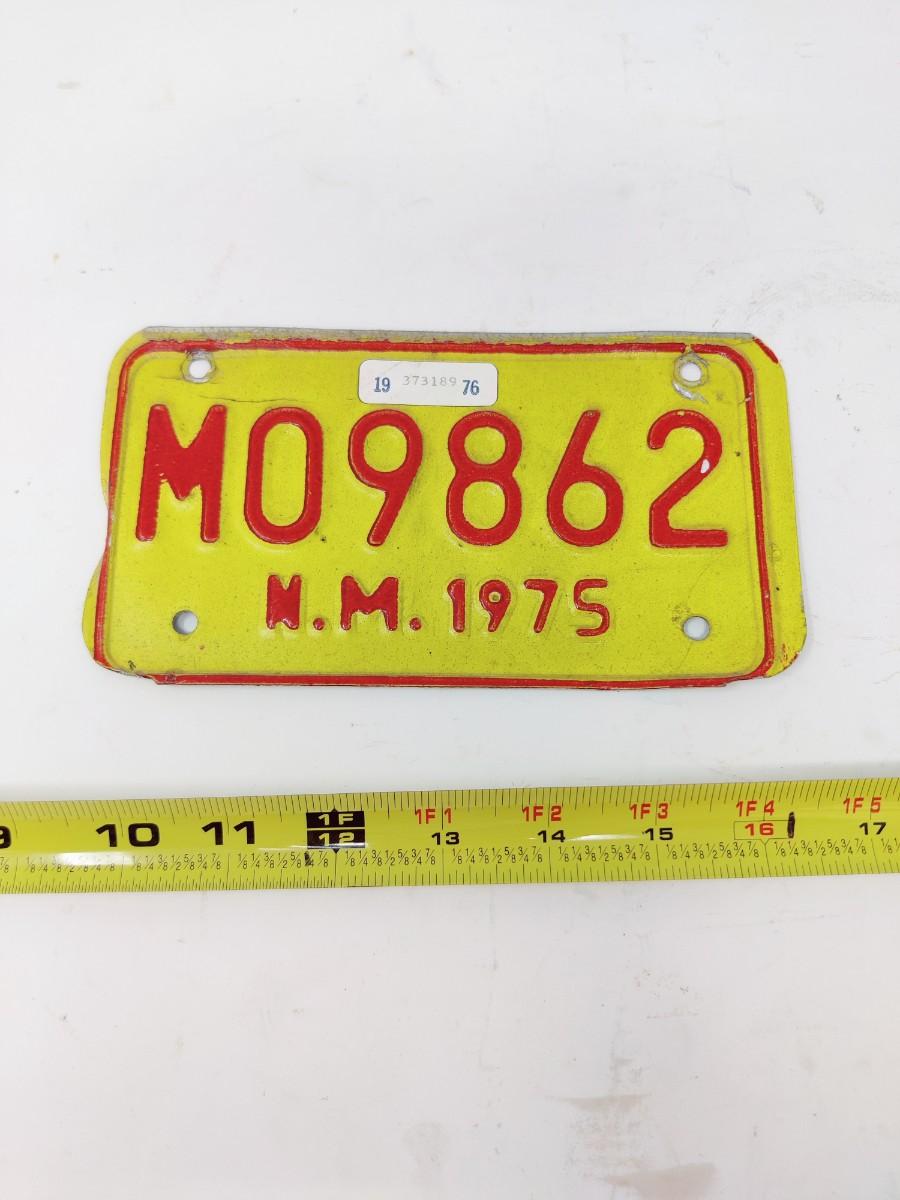 19 373189 76
M09862
N.M. 1975
1F 1F1 1F2 1F3 1F4 1F5
9 10 11 12 13 14 15 16 17